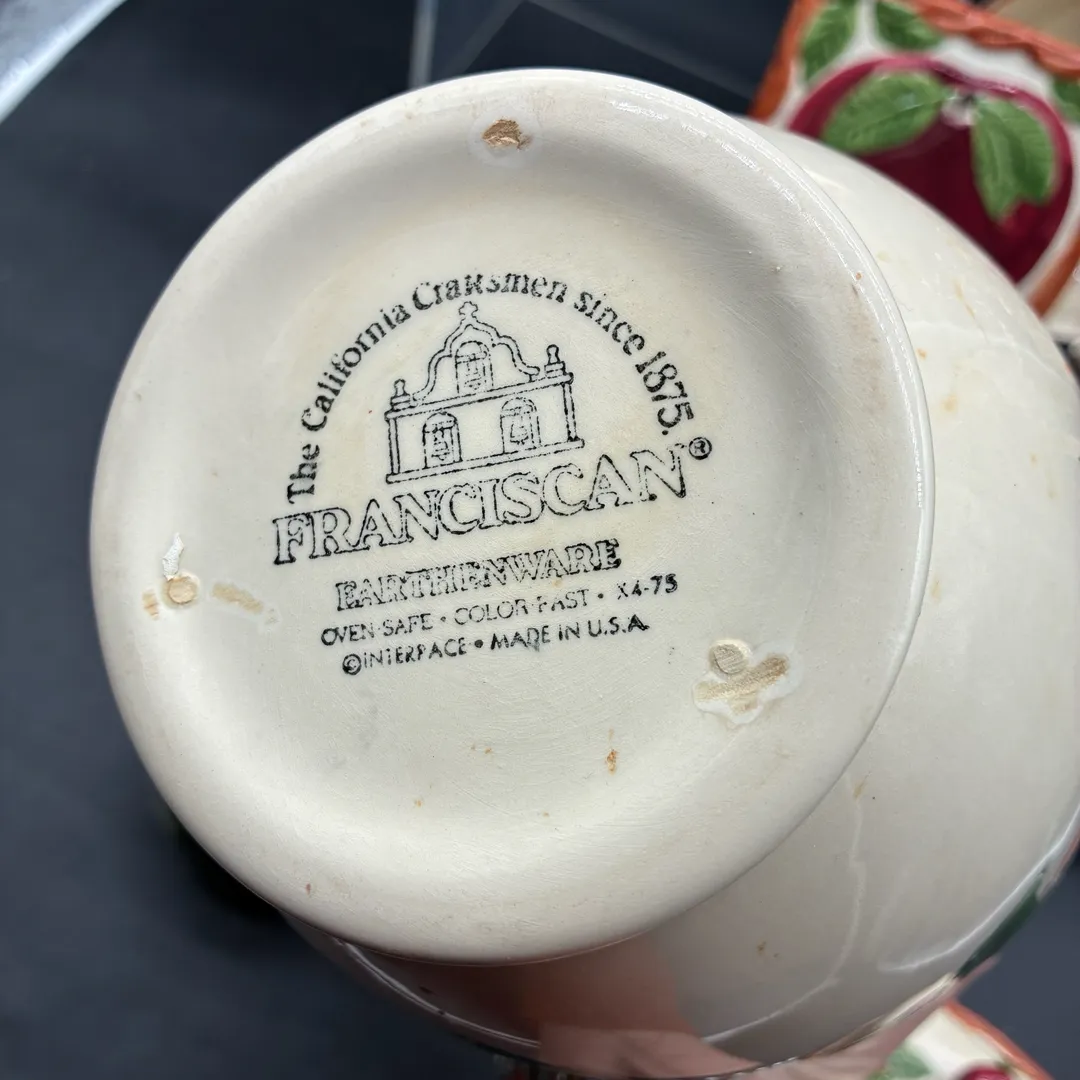 The California Craftsmen since 1875.
FRANCISCAN®
EARTHENWARE
OVEN-SAFE • COLOR-FAST • X4-75
©INTERPACE • MADE IN U.S.A.